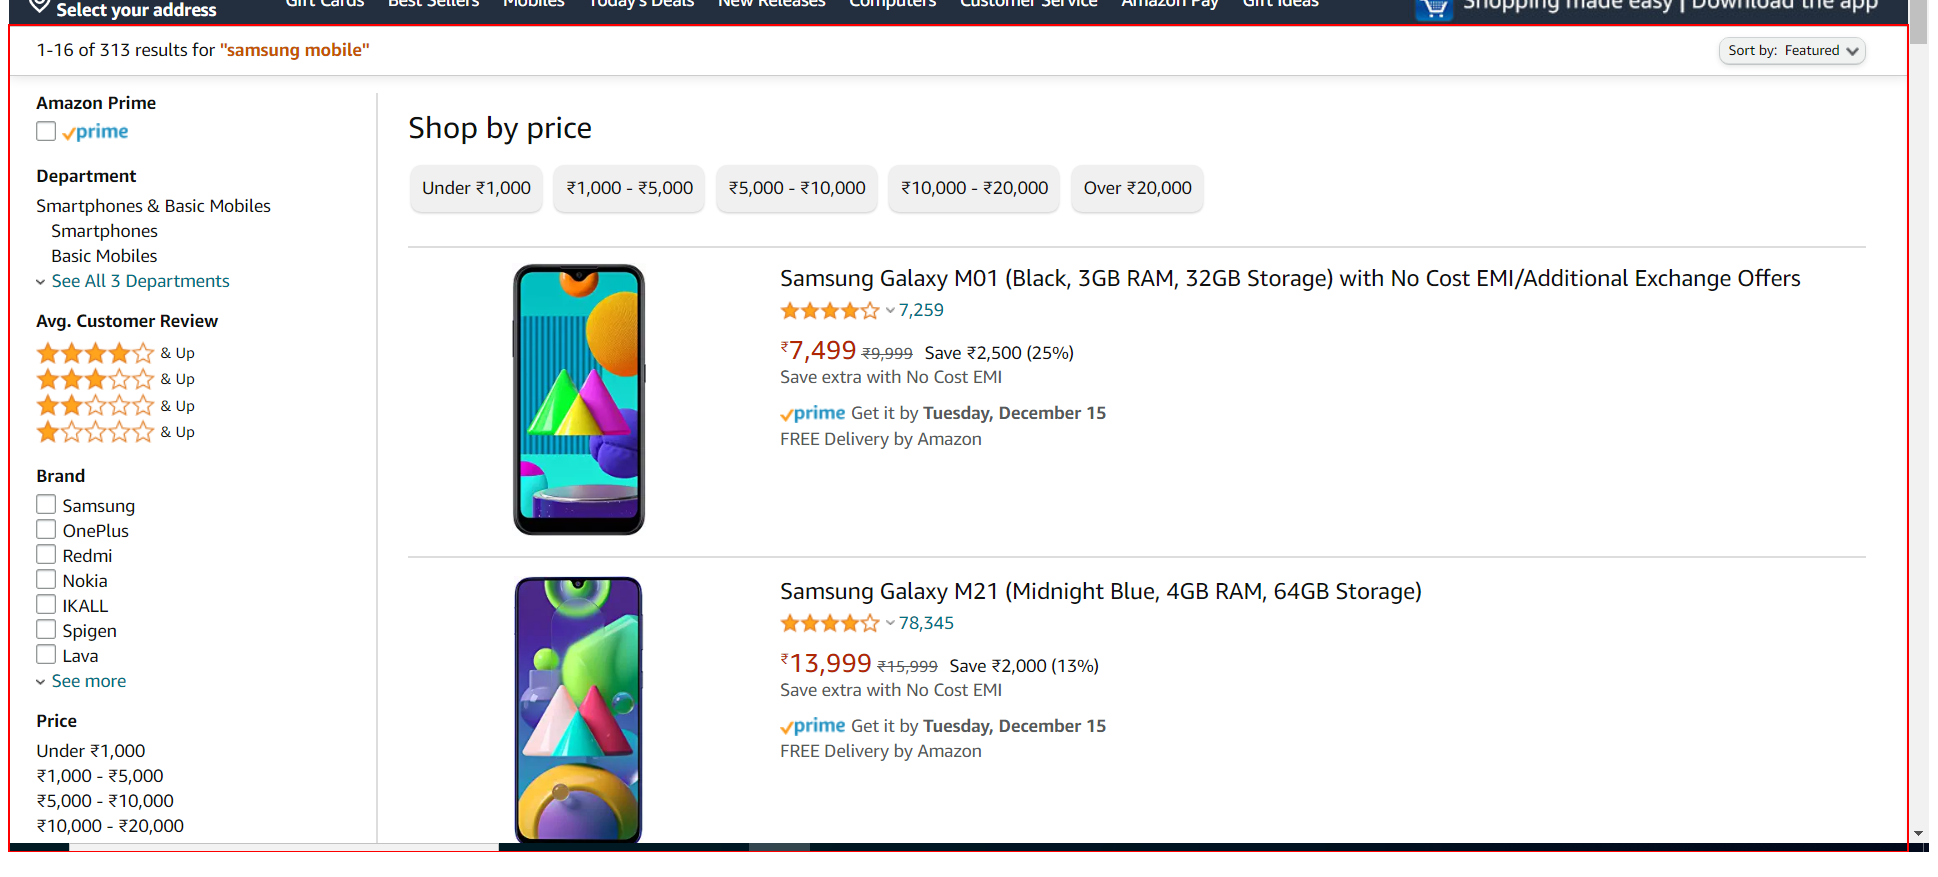 Select your address
Gift Cards Best Sellers Mobiles Today's Deals New Releases Computers Customer Service Amazon Pay Gift Ideas
Shopping made easy | Download the app
1-16 of 313 results for "samsung mobile"
Sort by: Featured
Amazon Prime
prime
Department
Smartphones & Basic Mobiles
Smartphones
Basic Mobiles
See All 3 Departments
Avg. Customer Review
& Up
& Up
& Up
& Up
Brand
Samsung
OnePlus
Redmi
Nokia
IKALL
Spigen
Lava
See more
Price
Under ₹1,000
₹1,000 - ₹5,000
₹5,000 - ₹10,000
₹10,000 - ₹20,000
Shop by price
Under ₹1,000
₹1,000 - ₹5,000
₹5,000 - ₹10,000
₹10,000 - ₹20,000
Over ₹20,000
Samsung Galaxy M01 (Black, 3GB RAM, 32GB Storage) with No Cost EMI/Additional Exchange Offers
7,259
₹7,499 ₹9,999 Save ₹2,500 (25%)
Save extra with No Cost EMI
prime Get it by Tuesday, December 15
FREE Delivery by Amazon
Samsung Galaxy M21 (Midnight Blue, 4GB RAM, 64GB Storage)
78,345
₹13,999 ₹15,999 Save ₹2,000 (13%)
Save extra with No Cost EMI
prime Get it by Tuesday, December 15
FREE Delivery by Amazon